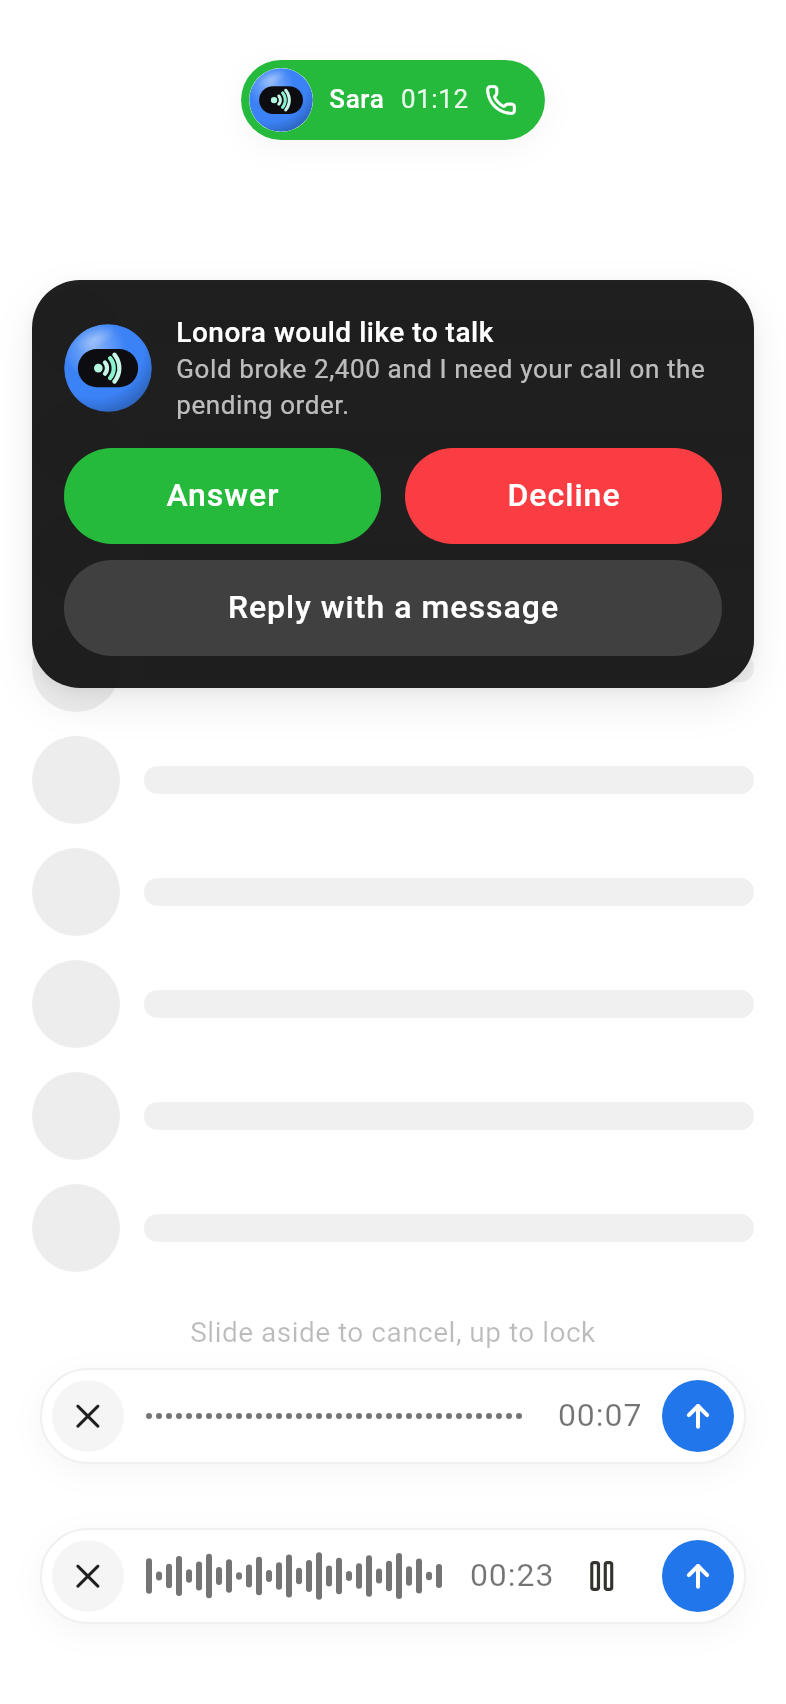 Sara 01:12
Lonora would like to talk
Gold broke 2,400 and I need your call on the
pending order.
Answer
Decline
Reply with a message
Slide aside to cancel, up to lock
00:07
00:23